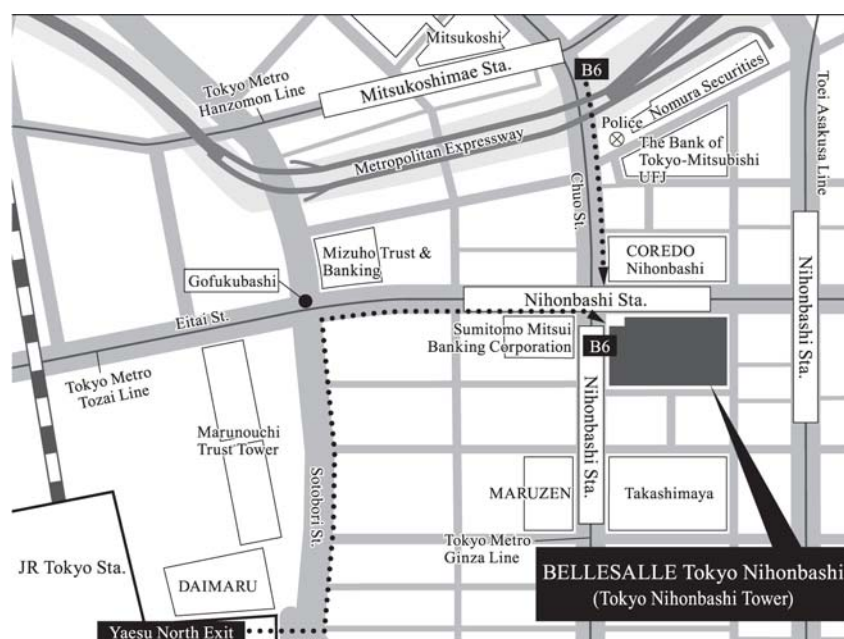 Mitsukoshi
Mitsukoshimae Sta.
B6
Tokyo Metro
Hanzomon Line
Nomura Securities
Toei Asakusa Line
Police
Metropolitan Expressway
The Bank of
Tokyo-Mitsubishi
UFJ
Chuo St.
Mizuho Trust &
Banking
COREDO
Nihonbashi
Gofukubashi
Nihonbashi Sta.
Eitai St.
Sumitomo Mitsui
Banking Corporation
B6
Nihonbashi Sta.
Nihonbashi Sta.
Tokyo Metro
Tozai Line
Marunouchi
Trust Tower
Sotobori St.
MARUZEN
Takashimaya
Tokyo Metro
Ginza Line
JR Tokyo Sta.
DAIMARU
BELLESALLE Tokyo Nihonbashi
(Tokyo Nihonbashi Tower)
Yaesu North Exit